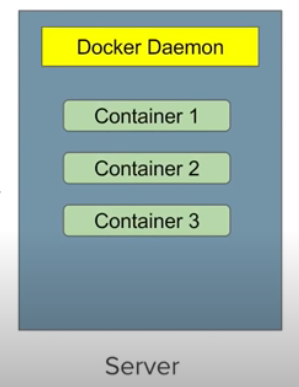 Docker Daemon
Container 1
Container 2
Container 3
Server